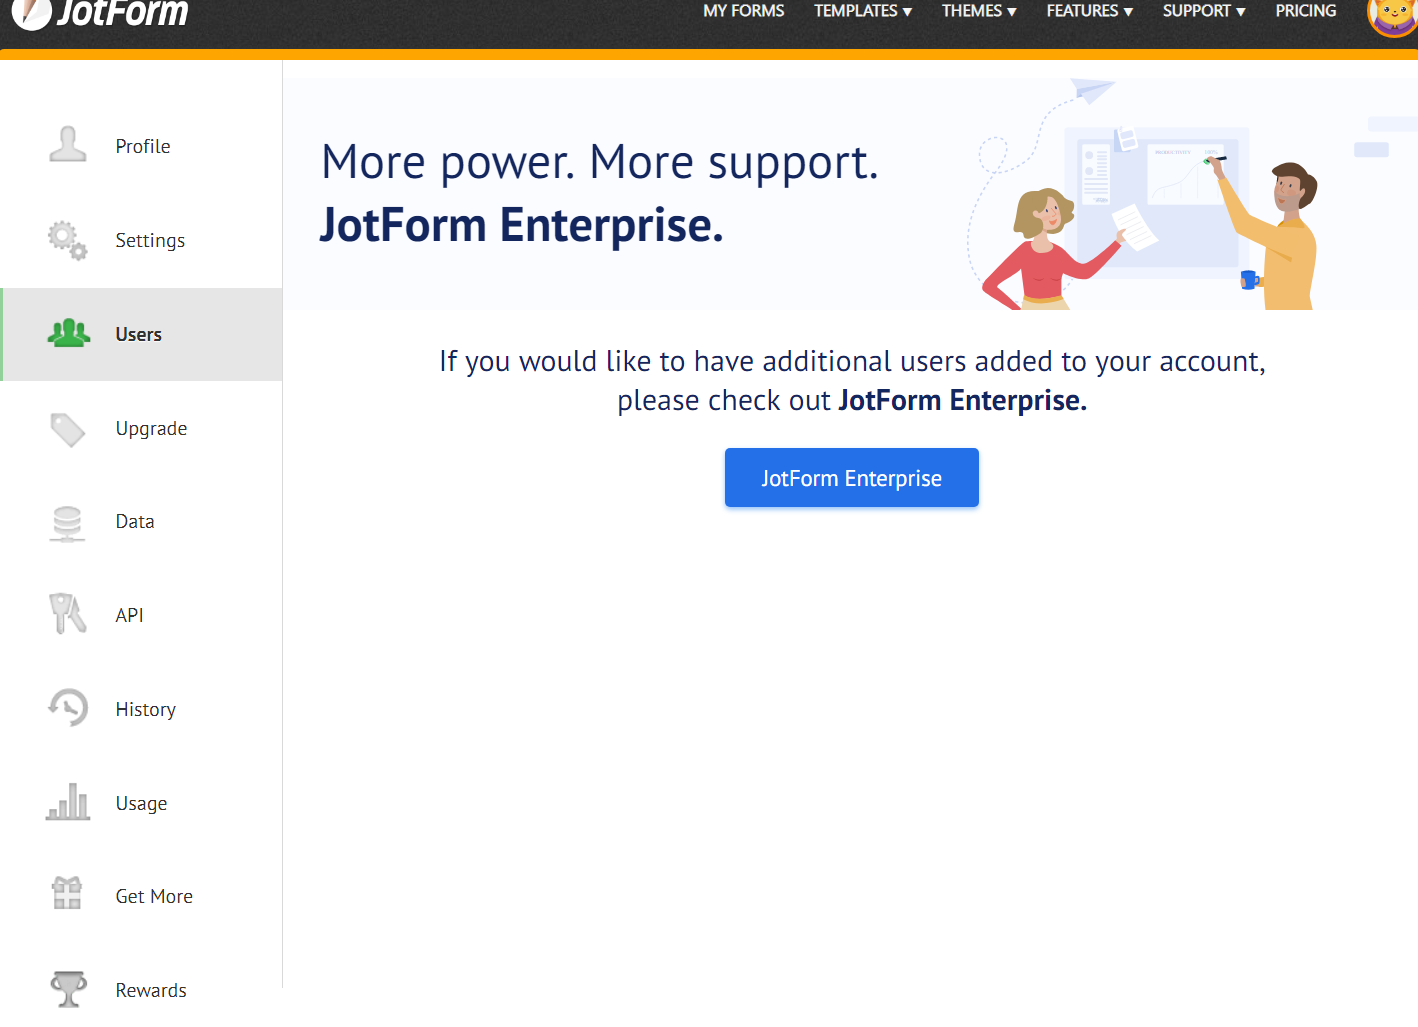 JotForm
MY FORMS TEMPLATES ▼ THEMES ▼ FEATURES ▼ SUPPORT ▼ PRICING
Profile
Settings
Users
Upgrade
Data
API
History
Usage
Get More
Rewards
More power. More support.
JotForm Enterprise.
PRODUCTIVITY
If you would like to have additional users added to your account,
please check out JotForm Enterprise.
JotForm Enterprise